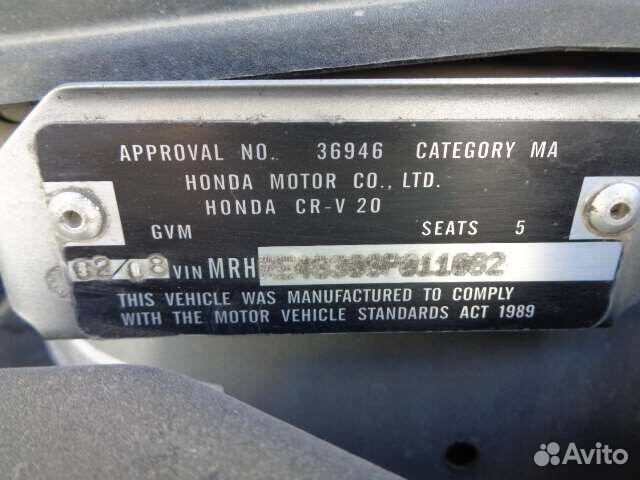 APPROVAL NO. 36946 CATEGORY MA
HONDA MOTOR CO., LTD.
HONDA CR-V 20
GVM SEATS 5
02/08 VIN MRH
THIS VEHICLE WAS MANUFACTURED TO COMPLY
WITH THE MOTOR VEHICLE STANDARDS ACT 1989
Avito